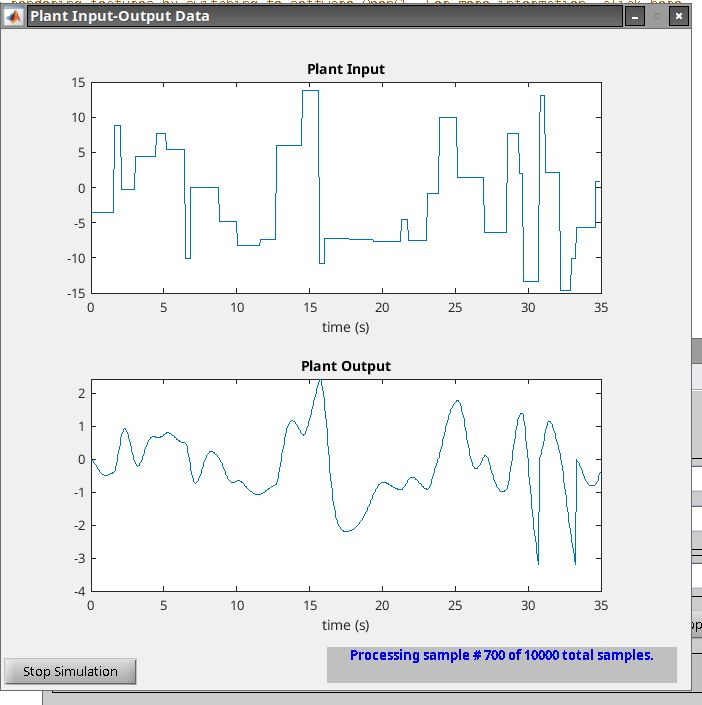 Plant Input-Output Data
Plant Input
15
10
5
0
-5
-10
-15
0 5 10 15 20 25 30 35
time (s)
Plant Output
2
1
0
-1
-2
-3
-4
0 5 10 15 20 25 30 35
time (s)
Stop Simulation
Processing sample # 700 of 10000 total samples.